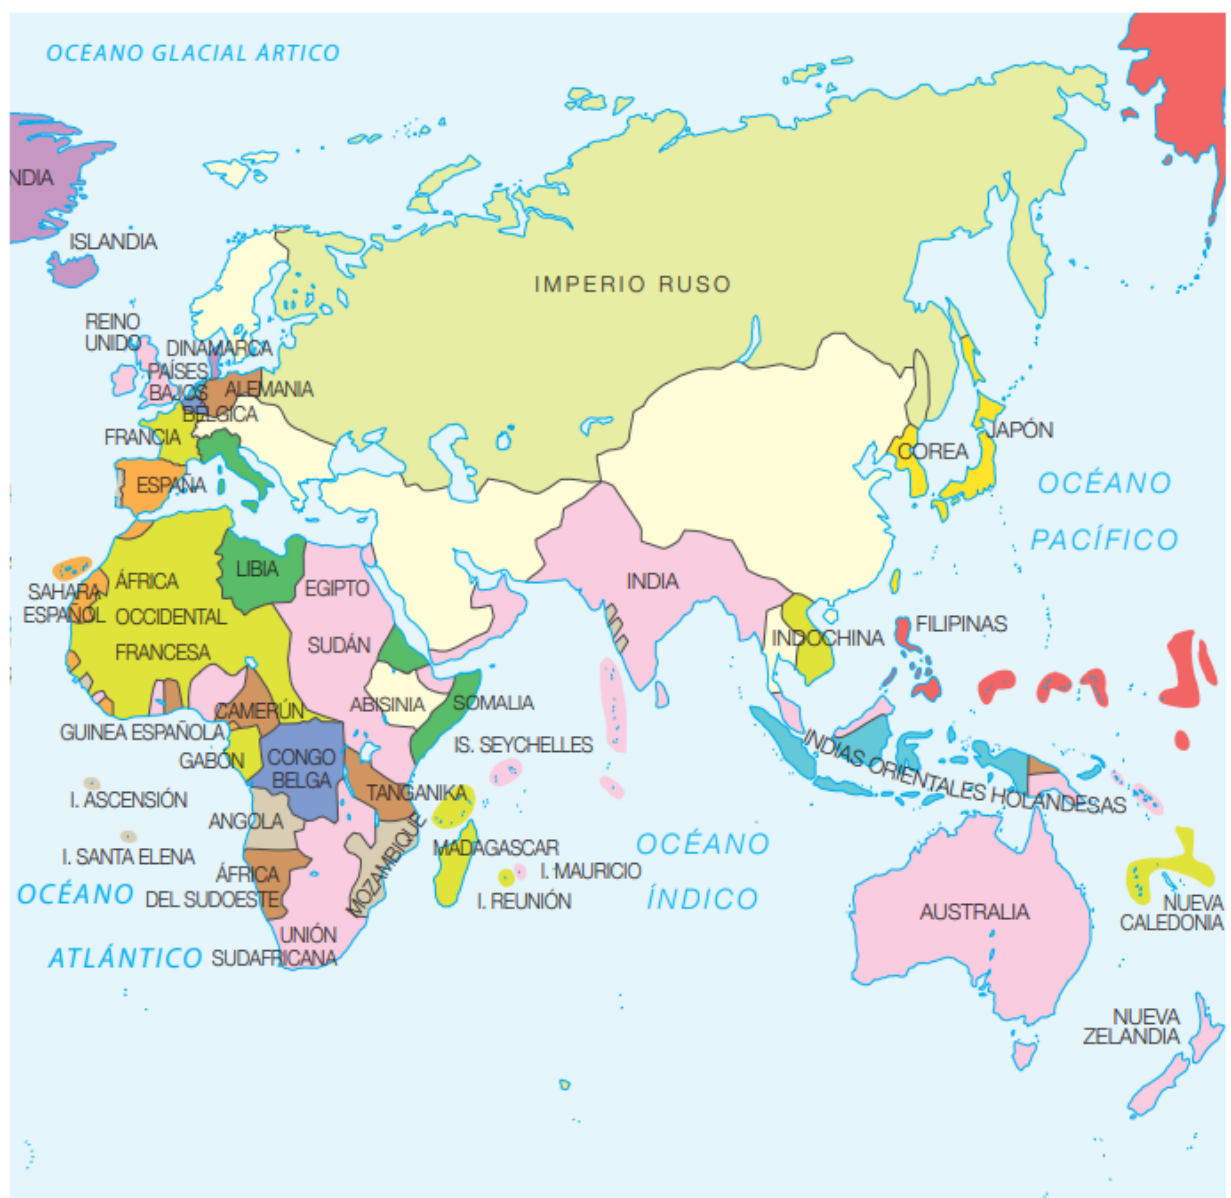 OCÉANO GLACIAL ÁRTICO
NDIA
ISLANDIA
IMPERIO RUSO
REINO
UNIDO
DINAMARCA
PAÍSES
BAJOS
ALEMANIA
BÉLGICA
FRANCIA
ESPAÑA
COREA
JAPÓN
OCÉANO
PACÍFICO
SAHARA
ESPAÑOL
ÁFRICA
OCCIDENTAL
FRANCESA
LIBIA
EGIPTO
SUDÁN
INDIA
INDOCHINA
FILIPINAS
ABISINIA
SOMALIA
CAMERÚN
GUINEA ESPAÑOLA
GABÓN
CONGO
BELGA
IS. SEYCHELLES
INDIAS ORIENTALES HOLANDESAS
I. ASCENSIÓN
TANGANIKA
ANGOLA
I. SANTA ELENA
MOZAMBIQUE
MADAGASCAR
I. MAURICIO
I. REUNIÓN
OCÉANO
ÍNDICO
ÁFRICA
DEL SUDOESTE
OCÉANO
ATLÁNTICO
UNIÓN
SUDAFRICANA
AUSTRALIA
NUEVA
CALEDONIA
NUEVA
ZELANDIA